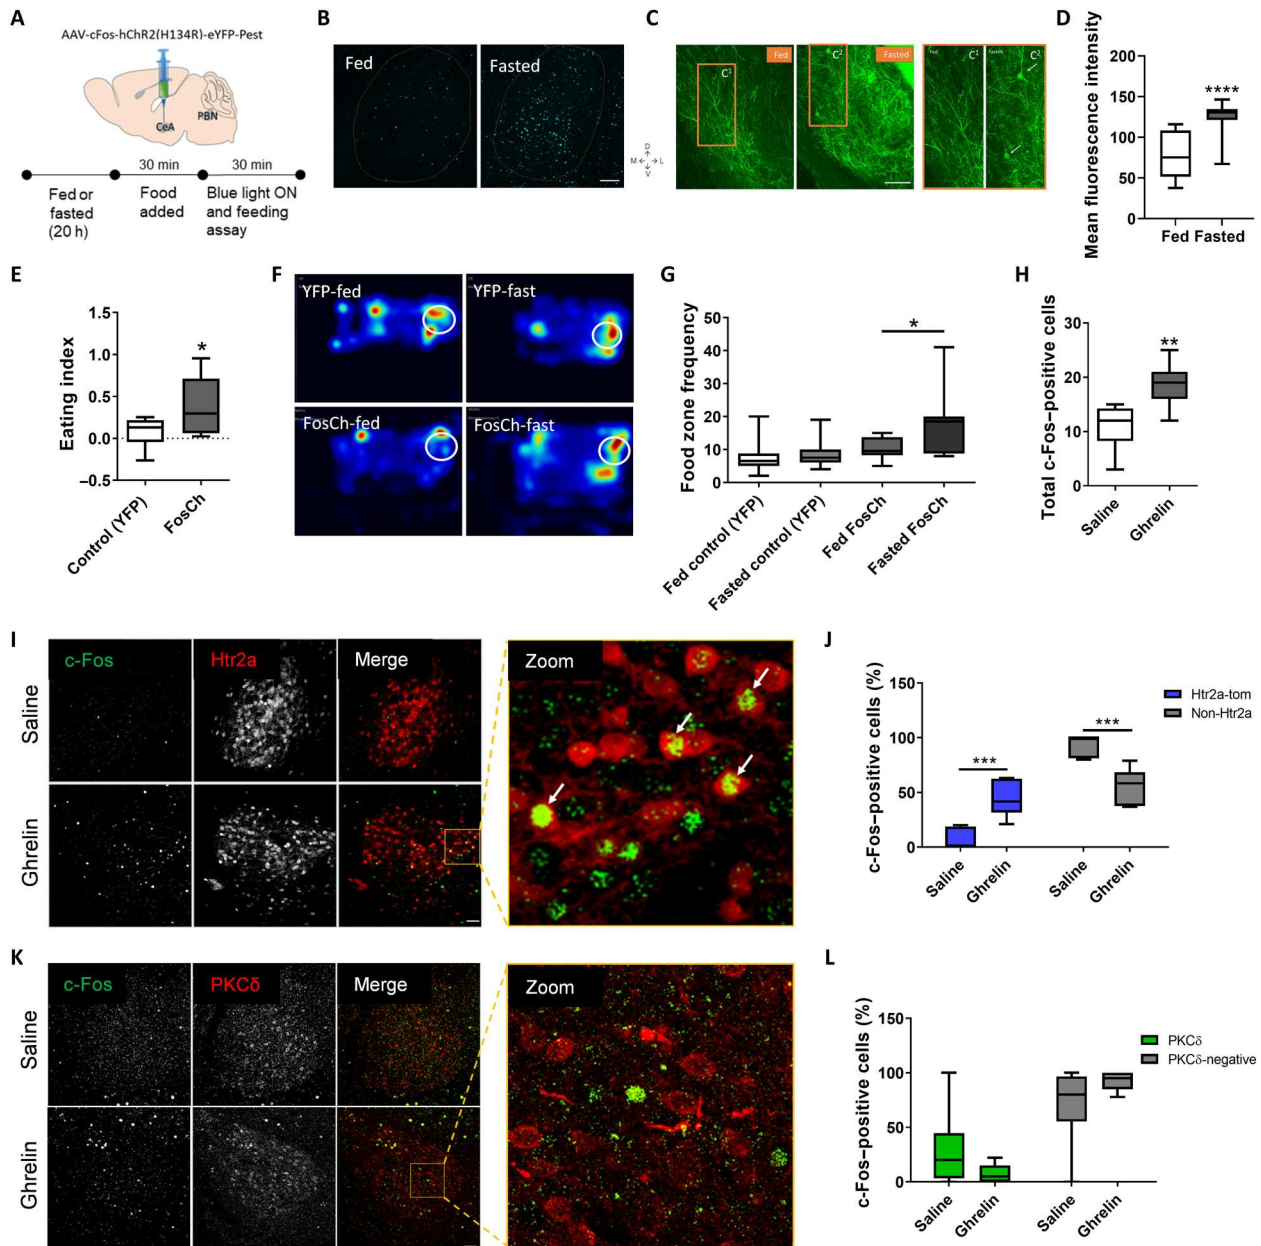 A
AAV-cFos-hChR2(H134R)-eYFP-Pest
CeA
PBN
30 min
30 min
Fed or
fasted
(20 h)
Food
added
Blue light ON
and feeding
assay
B
Fed
Fasted
C
Fed
C1
Fasted
C2
Fed
C1
Fasted
C2
D
M
L
V
D
Mean fluorescence intensity
200
150
100
50
0
****
Fed Fasted
E
Eating index
1.5
1.0
0.5
0.0
−0.5
*
Control (YFP)
FosCh
F
YFP-fed
YFP-fast
FosCh-fed
FosCh-fast
G
Food zone frequency
50
40
30
20
10
0
*
Fed control (YFP)
Fasted control (YFP)
Fed FosCh
Fasted FosCh
H
Total c-Fos–positive cells
30
20
10
0
**
Saline
Ghrelin
I
c-Fos
Htr2a
Merge
Zoom
Saline
Ghrelin
J
c-Fos–positive cells (%)
150
100
50
0
***
***
Saline
Ghrelin
Saline
Ghrelin
Htr2a-tom
Non-Htr2a
K
c-Fos
PKCδ
Merge
Zoom
Saline
Ghrelin
L
c-Fos–positive cells (%)
150
100
50
0
Saline
Ghrelin
Saline
Ghrelin
PKCδ
PKCδ-negative